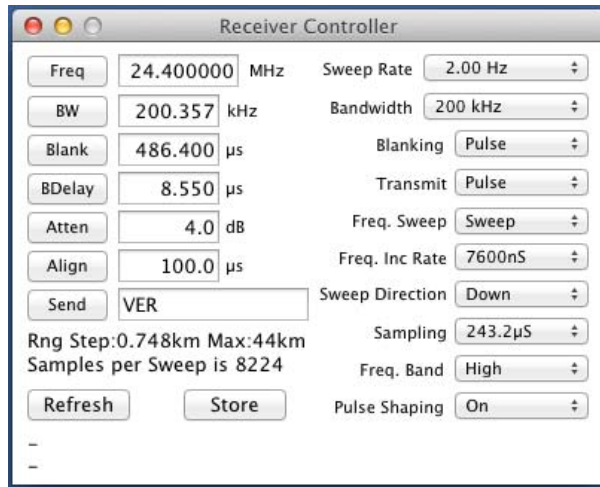 Receiver Controller
Freq 24.400000 MHz Sweep Rate 2.00 Hz
BW 200.357 kHz Bandwidth 200 kHz
Blank 486.400 µs Blanking Pulse
BDelay 8.550 µs Transmit Pulse
Atten 4.0 dB Freq. Sweep Sweep
Align 100.0 µs Freq. Inc Rate 7600nS
Send VER Sweep Direction Down
Rng Step:0.748km Max:44km Sampling 243.2µS
Samples per Sweep is 8224 Freq. Band High
Refresh Store Pulse Shaping On
–
–